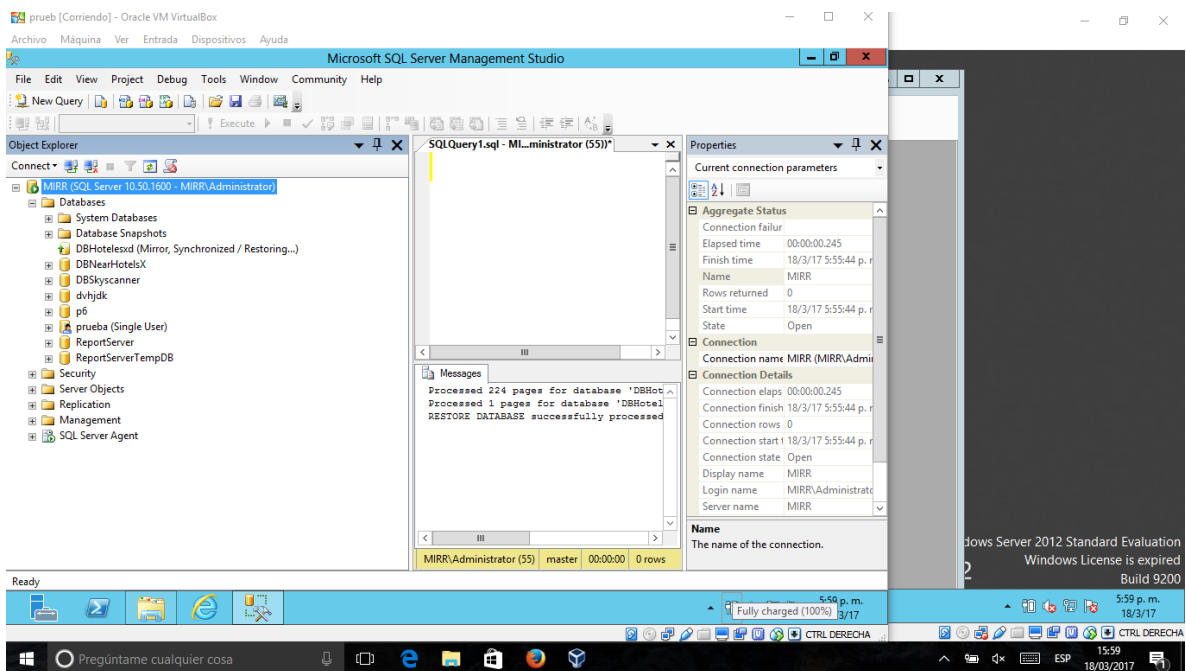 prueb [Corriendo] - Oracle VM VirtualBox
Archivo Máquina Ver Entrada Dispositivos Ayuda
Microsoft SQL Server Management Studio
File Edit View Project Debug Tools Window Community Help
New Query
Execute
Object Explorer
Connect
MIRR (SQL Server 10.50.1600 - MIRR\Administrator)
Databases
System Databases
Database Snapshots
DBHotelesxd (Mirror, Synchronized / Restoring...)
DBNearHotelsX
DBSkyscanner
dvhjdk
p6
prueba (Single User)
ReportServer
ReportServerTempDB
Security
Server Objects
Replication
Management
SQL Server Agent
SQLQuery1.sql - MI...ministrator (55))*
Messages
Processed 224 pages for database 'DBHot
Processed 1 pages for database 'DBHotel
RESTORE DATABASE successfully processed
MIRR\Administrator (55) master 00:00:00 0 rows
Properties
Current connection parameters
Aggregate Status
Connection failur
Elapsed time 00:00:00.245
Finish time 18/3/17 5:55:44 p. r
Name MIRR
Rows returned 0
Start time 18/3/17 5:55:44 p. r
State Open
Connection
Connection name MIRR (MIRR\Admi
Connection Details
Connection elaps 00:00:00.245
Connection finish 18/3/17 5:55:44 p. r
Connection rows 0
Connection start t 18/3/17 5:55:44 p. r
Connection state Open
Display name MIRR
Login name MIRR\Administrato
Server name MIRR
Name
The name of the connection.
Ready
5:59 p. m.
3/17
Fully charged (100%)
CTRL DERECHA
dows Server 2012 Standard Evaluation
Windows License is expired
Build 9200
2
5:59 p. m.
18/3/17
CTRL DERECHA
Pregúntame cualquier cosa
ESP
15:59
18/03/2017